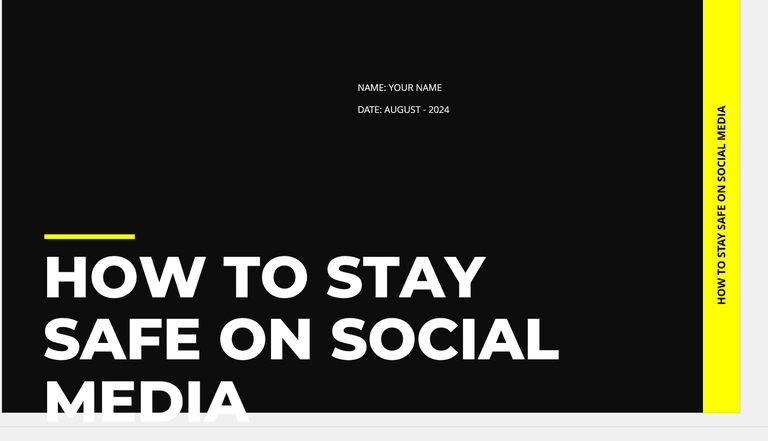 NAME: YOUR NAME
DATE: AUGUST - 2024
HOW TO STAY
SAFE ON SOCIAL
MEDIA
HOW TO STAY SAFE ON SOCIAL MEDIA